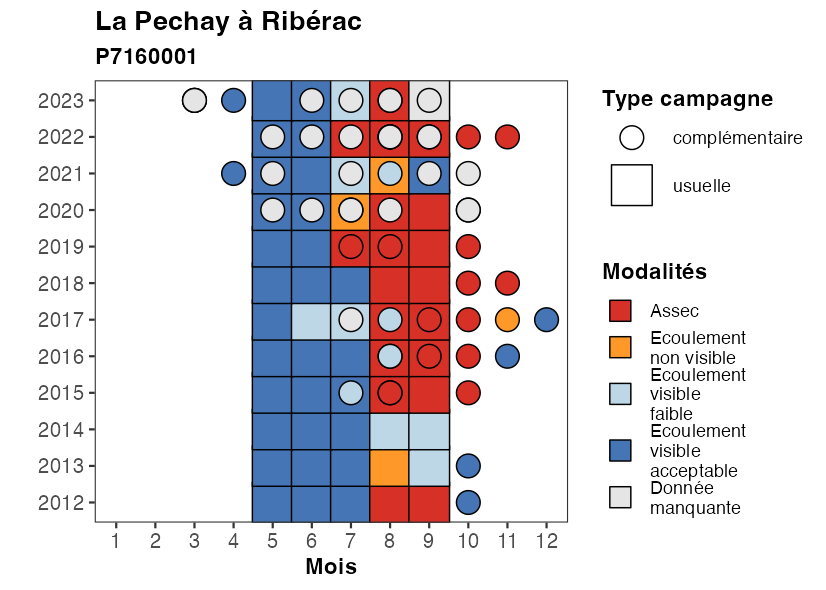 La Pechay à Ribérac
P7160001
2023
2022
2021
2020
2019
2018
2017
2016
2015
2014
2013
2012
1 2 3 4 5 6 7 8 9 10 11 12
Mois
Type campagne
complémentaire
usuelle
Modalités
Assec
Ecoulement
non visible
Ecoulement
visible
faible
Ecoulement
visible
acceptable
Donnée
manquante